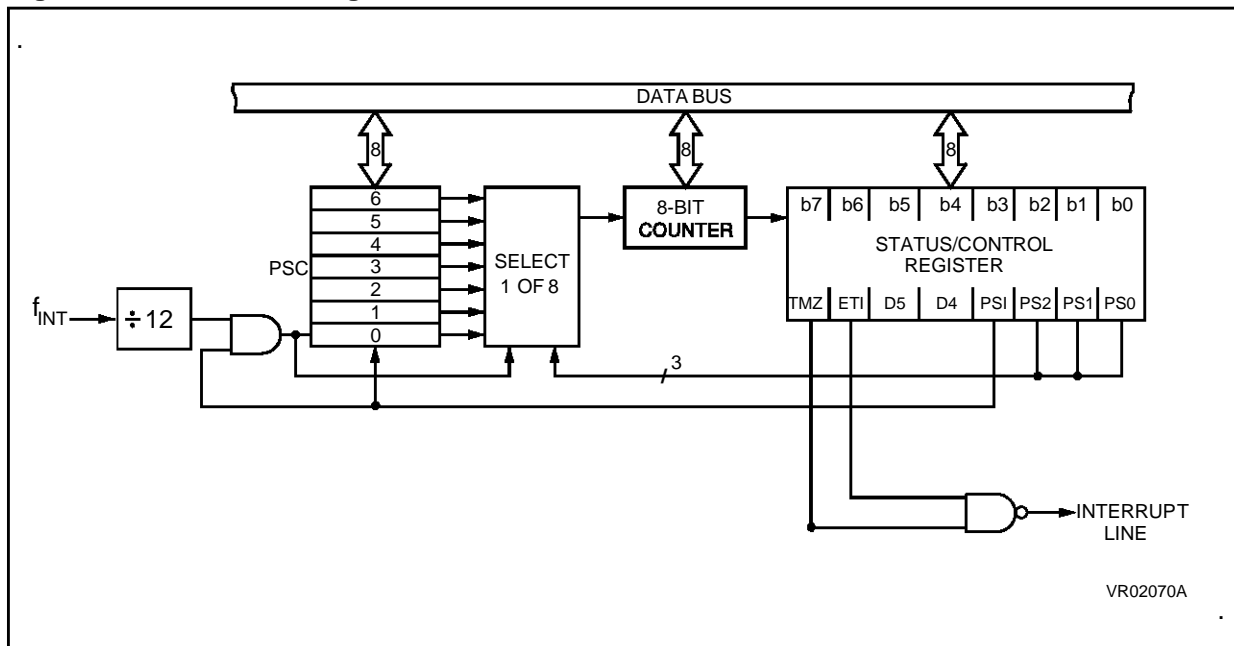 DATA BUS
8
8
8
6
5
4
3
2
1
0
PSC
SELECT
1 OF 8
8-BIT
COUNTER
b7 b6 b5 b4 b3 b2 b1 b0
STATUS/CONTROL
REGISTER
TMZ ETI D5 D4 PSI PS2 PS1 PS0
fINT
÷12
3
INTERRUPT
LINE
VR02070A